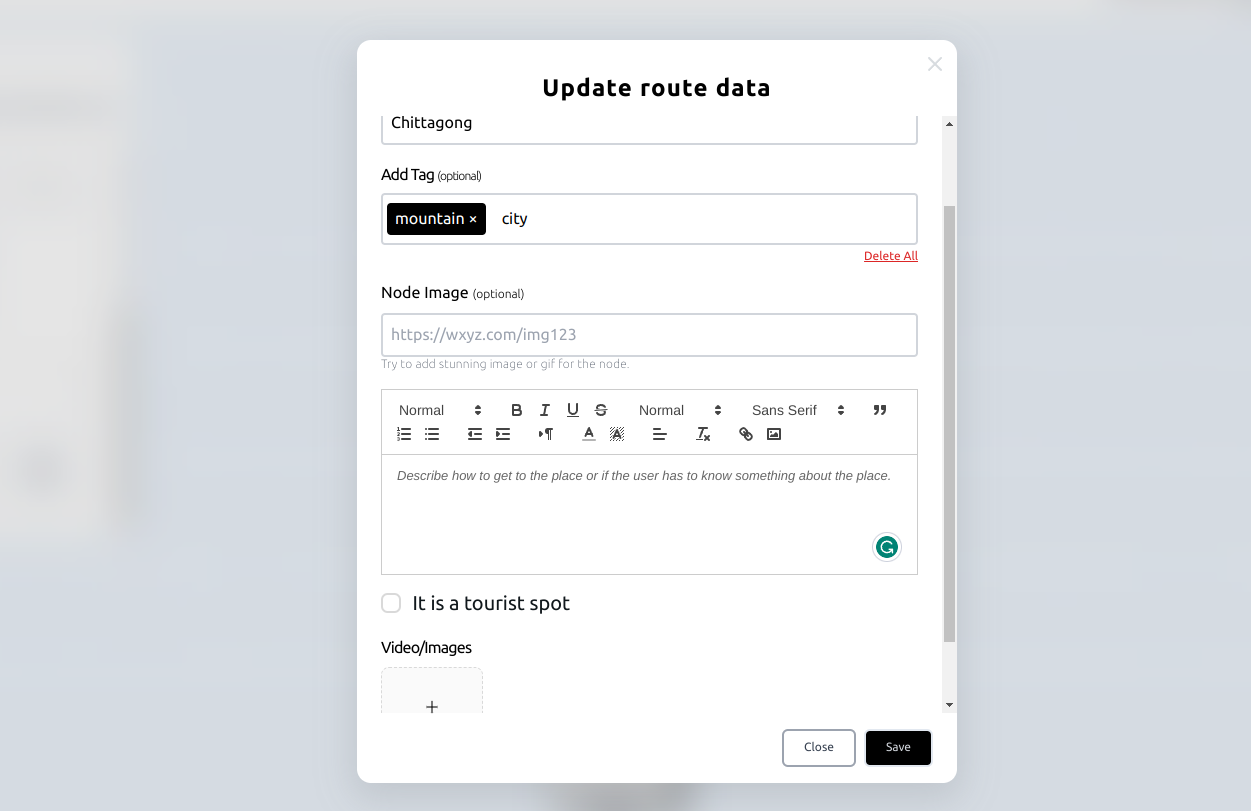 Update route data
Chittagong
Add Tag (optional)
mountain × city
Delete All
Node Image (optional)
https://wxyz.com/img123
Try to add stunning image or gif for the node.
Normal B I U S Normal Sans Serif
Describe how to get to the place or if the user has to know something about the place.
It is a tourist spot
Video/Images
+
Close Save